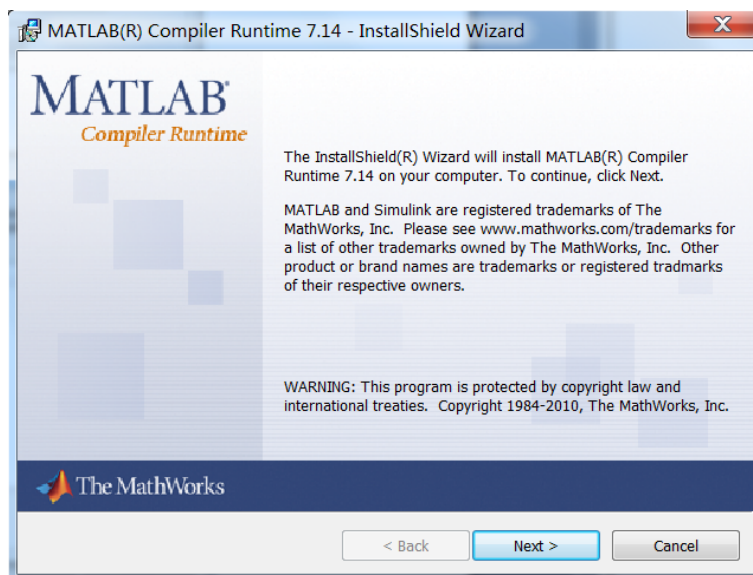 MATLAB(R) Compiler Runtime 7.14 - InstallShield Wizard
MATLAB®
Compiler Runtime
The InstallShield(R) Wizard will install MATLAB(R) Compiler
Runtime 7.14 on your computer. To continue, click Next.
MATLAB and Simulink are registered trademarks of The
MathWorks, Inc. Please see www.mathworks.com/trademarks for
a list of other trademarks owned by The MathWorks, Inc. Other
product or brand names are trademarks or registered tradmarks
of their respective owners.
WARNING: This program is protected by copyright law and
international treaties. Copyright 1984-2010, The MathWorks, Inc.
The MathWorks
< Back
Next >
Cancel